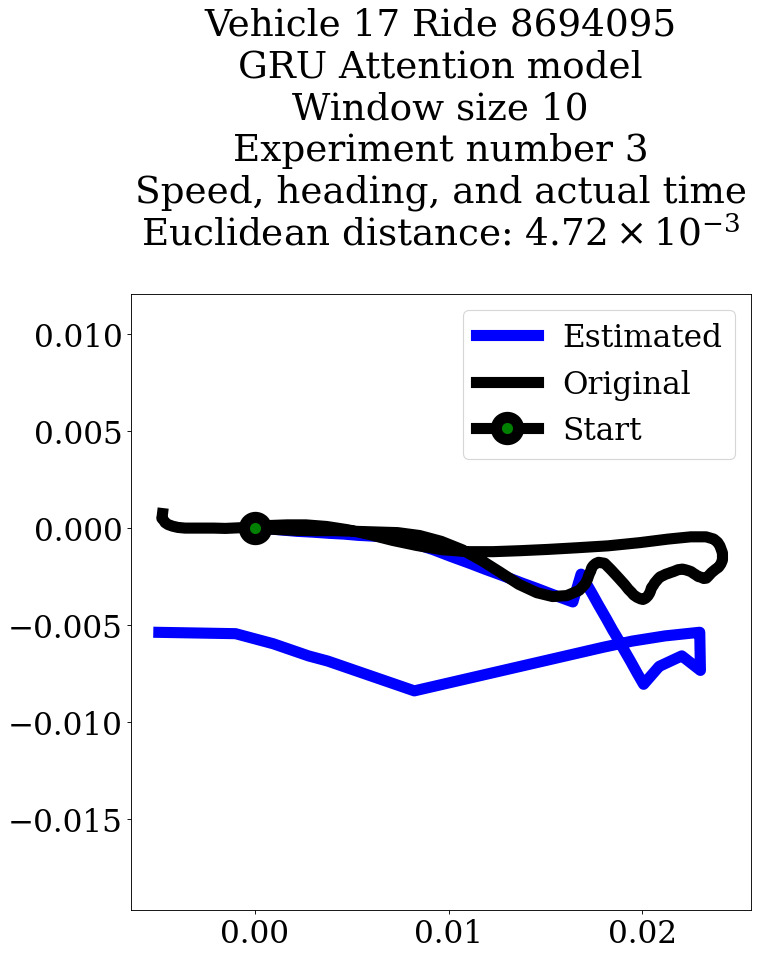 Vehicle 17 Ride 8694095
GRU Attention model
Window size 10
Experiment number 3
Speed, heading, and actual time
Euclidean distance: 4.72 × 10⁻³
Estimated
Original
Start
0.010
0.005
0.000
−0.005
−0.010
−0.015
0.00 0.01 0.02